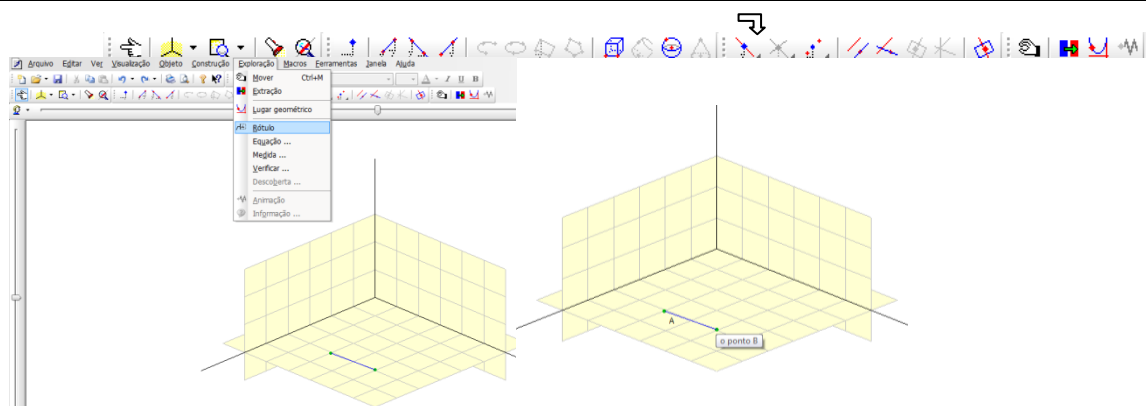 Arquivo Editar Ver Visualização Objeto Construção Exploração Macros Ferramentas Janela Ajuda
Mover Ctrl+M
Extração
Lugar geométrico
Rótulo
Equação ...
Medida ...
Verificar ...
Descoberta ...
Animação
Informação ...
A
o ponto B